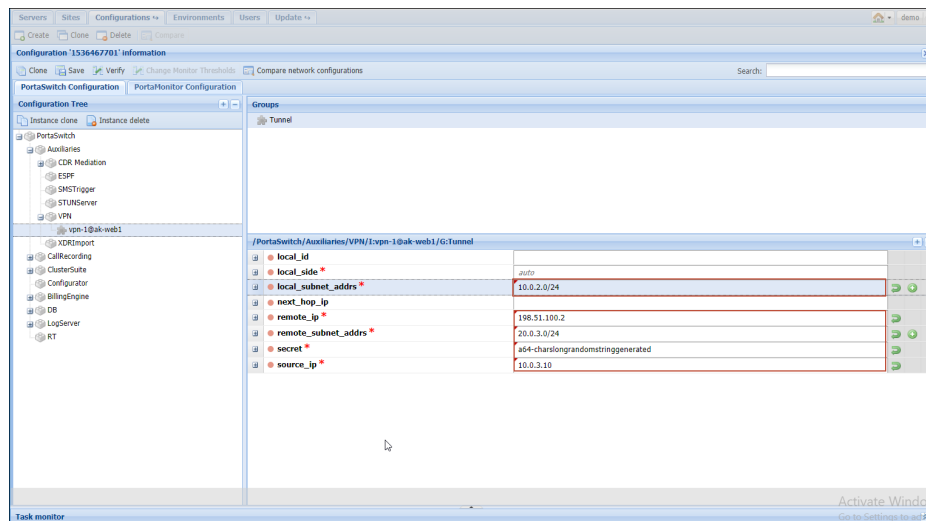 Servers Sites Configurations Environments Users Update demo
Create Clone Delete Compare
Configuration '1536467701' information
Clone Save Verify Change Monitor Thresholds Compare network configurations Search:
PortaSwitch Configuration PortaMonitor Configuration
Configuration Tree
Groups
Instance clone Instance delete
Tunnel
PortaSwitch
Auxiliaries
CDR Mediation
ESPF
SMSTrigger
STUNServer
VPN
vpn-1@ak-web1
XDRImport
CallRecording
ClusterSuite
Configurator
BillingEngine
DB
LogServer
RT
/PortaSwitch/Auxiliaries/VPN/I:vpn-1@ak-web1/G:Tunnel
local_id
local_side * auto
local_subnet_addrs * 10.0.2.0/24
next_hop_ip
remote_ip * 198.51.100.2
remote_subnet_addrs * 20.0.3.0/24
secret * a64-charslongrandomstringgenerated
source_ip * 10.0.3.10
Activate Windo
Go to Settings to
Task monitor